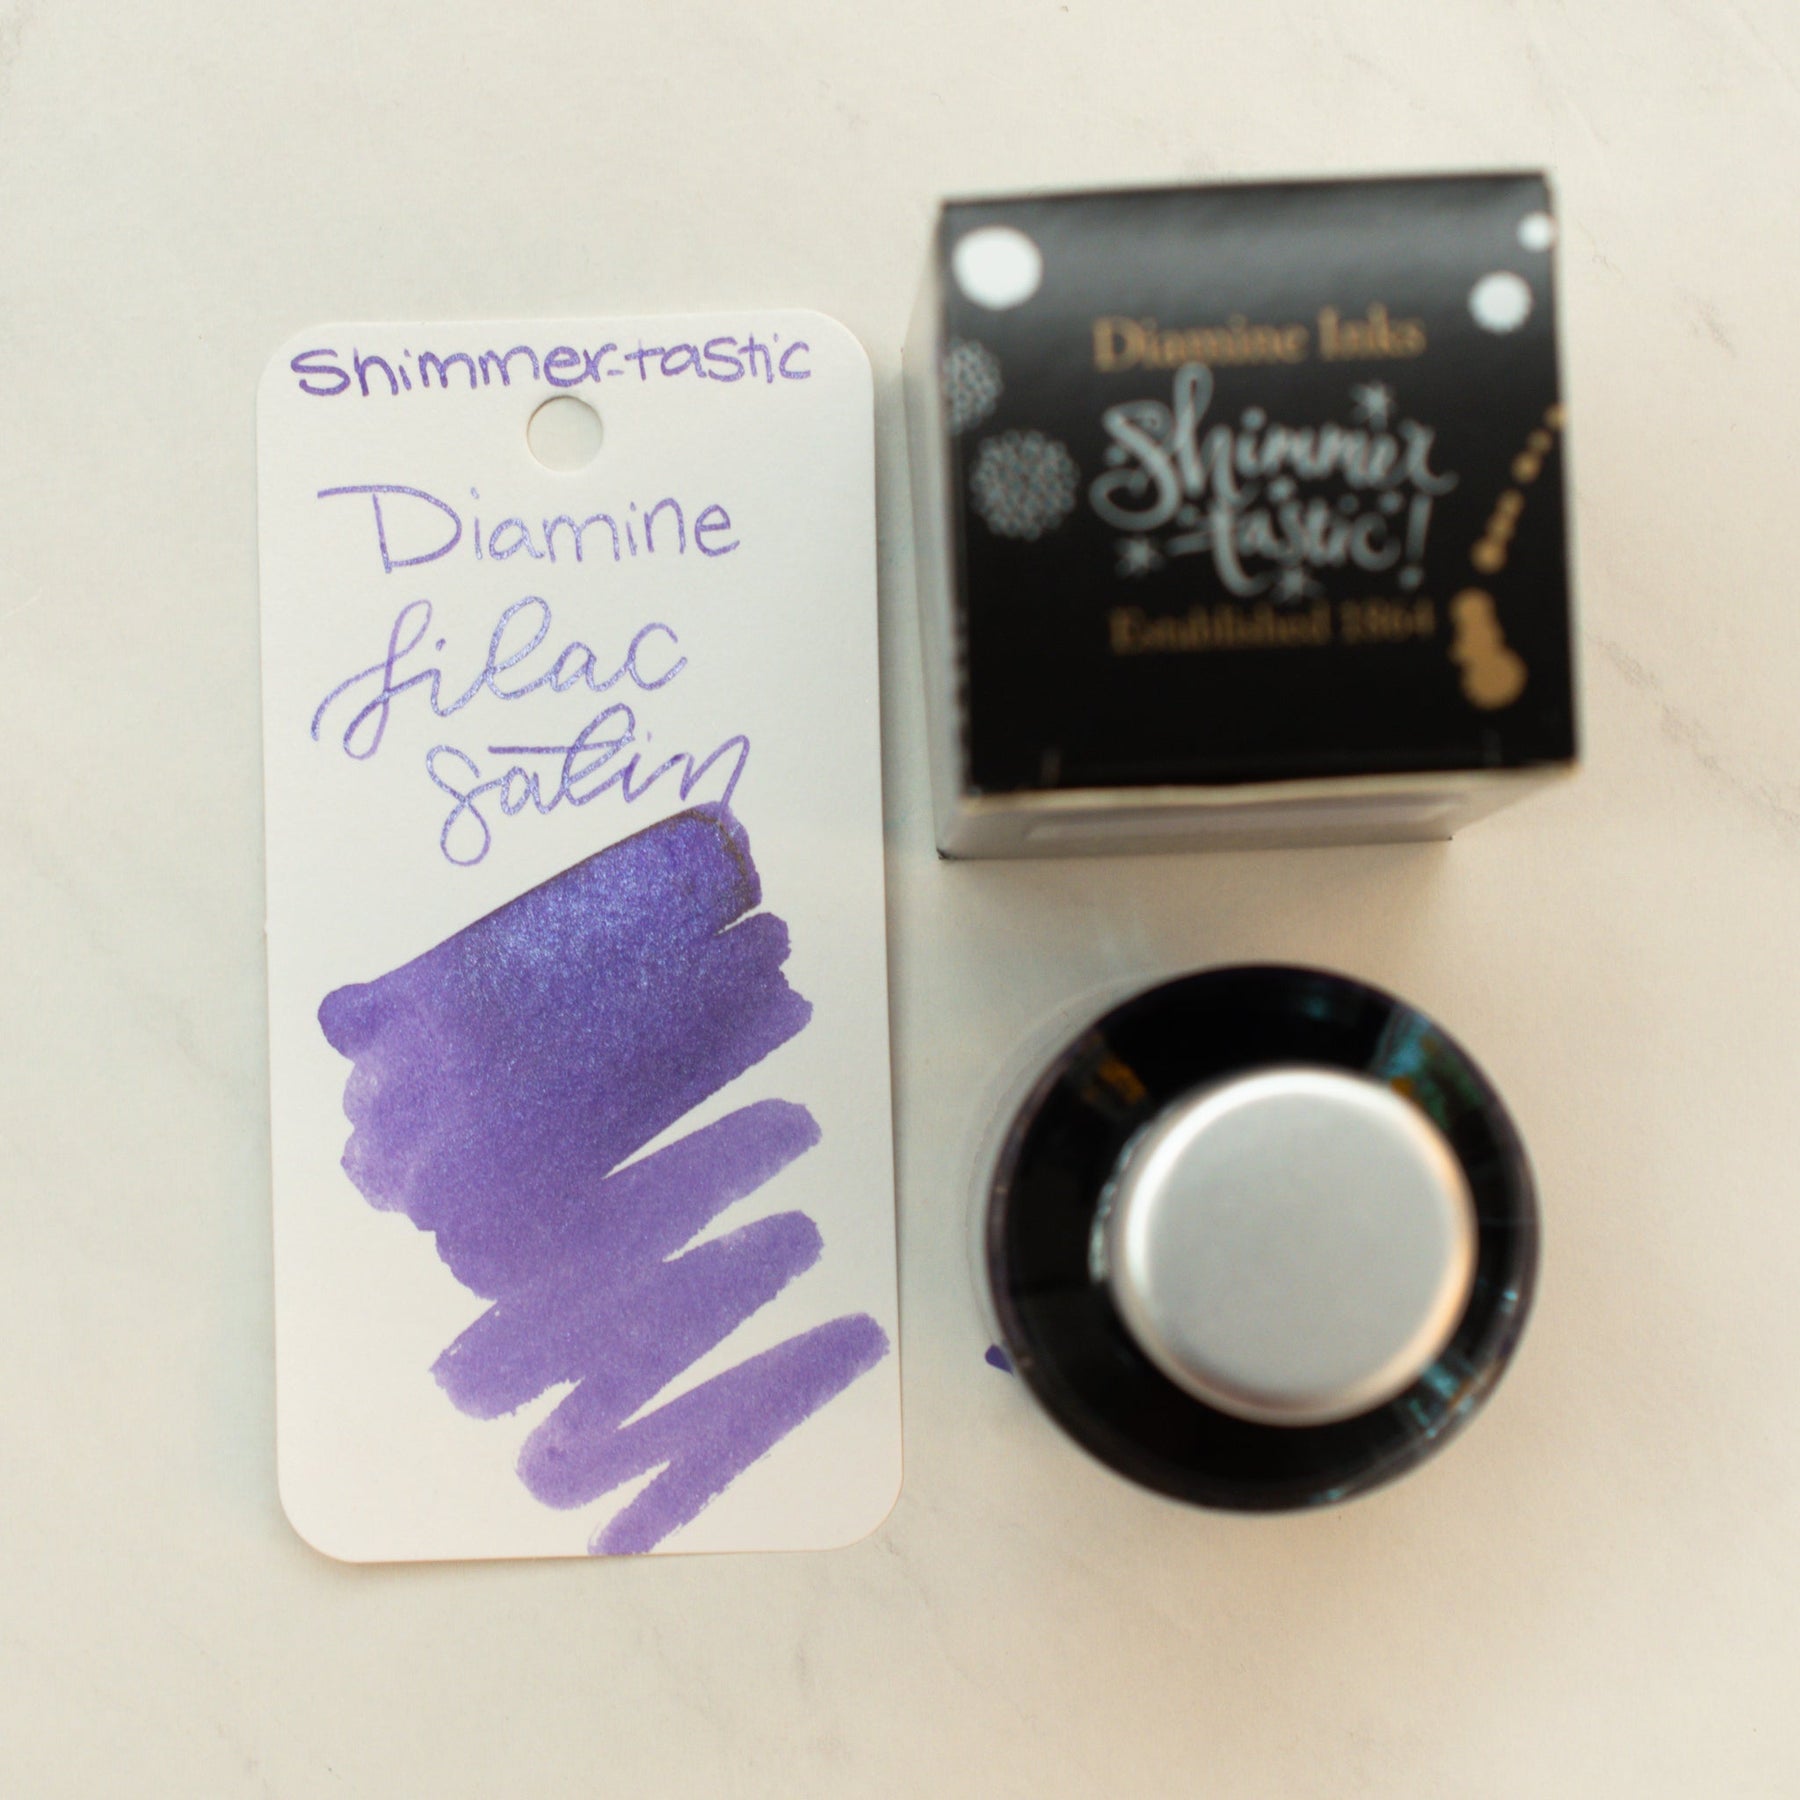 Shimmer-tastic
Diamine
Lilac
Satin
Diamine Inks
Shimmer
tastic!
Established 1864